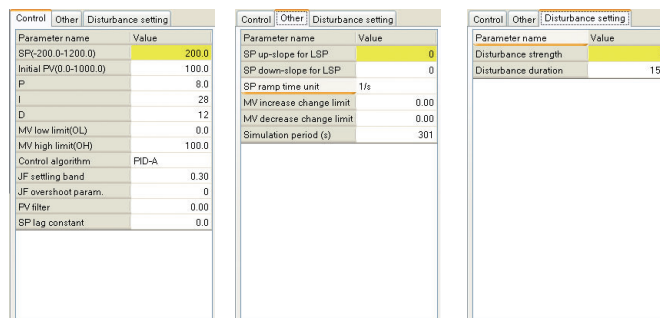 Control Other Disturbance setting
Parameter name Value
SP(-200.0-1200.0) 200.0
Initial PV(0.0-1000.0) 100.0
P 8.0
I 28
D 12
MV low limit(OL) 0.0
MV high limit(OH) 100.0
Control algorithm PID-A
JF settling band 0.30
JF overshoot param. 0
PV filter 0.00
SP lag constant 0.0
Control Other Disturbance setting
Parameter name Value
SP up-slope for LSP 0
SP down-slope for LSP 0
SP ramp time unit 1/s
MV increase change limit 0.00
MV decrease change limit 0.00
Simulation period (s) 301
Control Other Disturbance setting
Parameter name Value
Disturbance strength
Disturbance duration 15